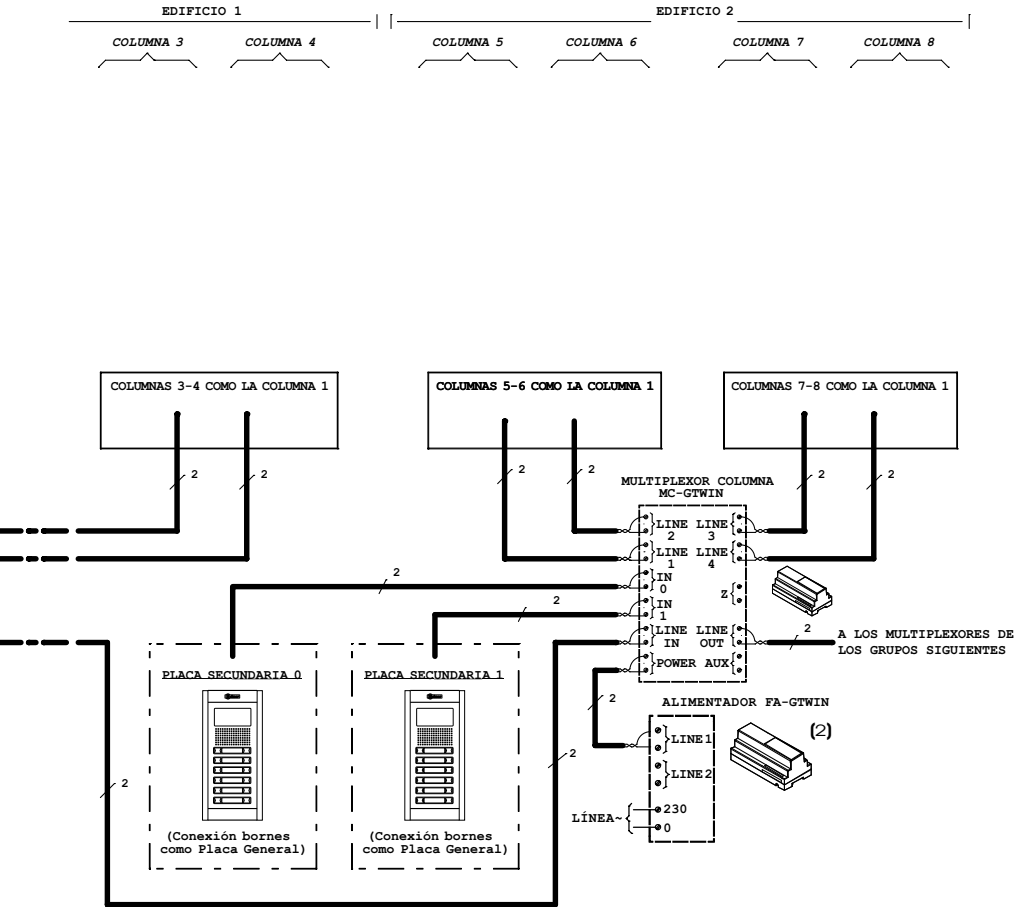 EDIFICIO 1
EDIFICIO 2
COLUMNA 3
COLUMNA 4
COLUMNA 5
COLUMNA 6
COLUMNA 7
COLUMNA 8
COLUMNAS 3-4 COMO LA COLUMNA 1
COLUMNAS 5-6 COMO LA COLUMNA 1
COLUMNAS 7-8 COMO LA COLUMNA 1
2
2
2
2
2
2
MULTIPLEXOR COLUMNA
MC-GTWIN
LINE 2
LINE 3
LINE 1
LINE 4
IN 0
Z
IN 1
LINE IN
LINE OUT
POWER
AUX
2
2
2
A LOS MULTIPLEXORES DE
LOS GRUPOS SIGUIENTES
PLACA SECUNDARIA 0
PLACA SECUNDARIA 1
2
ALIMENTADOR FA-GTWIN
(2)
LINE1
LINE2
2
2
LÍNEA~
230
0
(Conexión bornes
como Placa General)
(Conexión bornes
como Placa General)